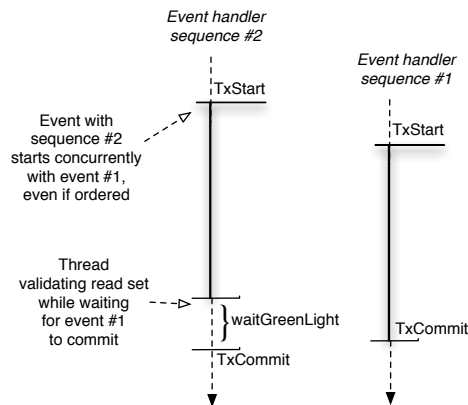 Event handler
sequence #2
Event handler
sequence #1
TxStart
TxStart
Event with
sequence #2
starts concurrently
with event #1,
even if ordered
Thread
validating read set
while waiting
for event #1
to commit
waitGreenLight
TxCommit
TxCommit